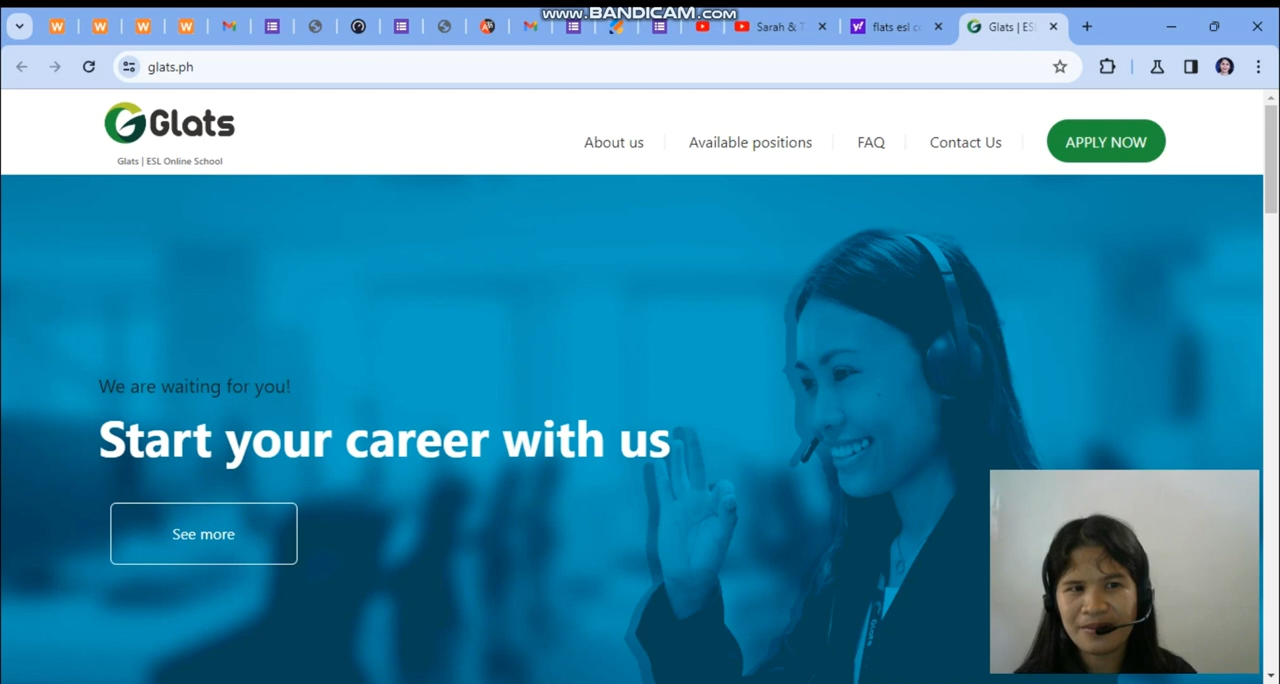 www.BANDICAM.com
Sarah & T
flats esl c
Glats | ES
glats.ph
Glats
Glats | ESL Online School
About us
Available positions
FAQ
Contact Us
APPLY NOW
We are waiting for you!
Start your career with us
See more